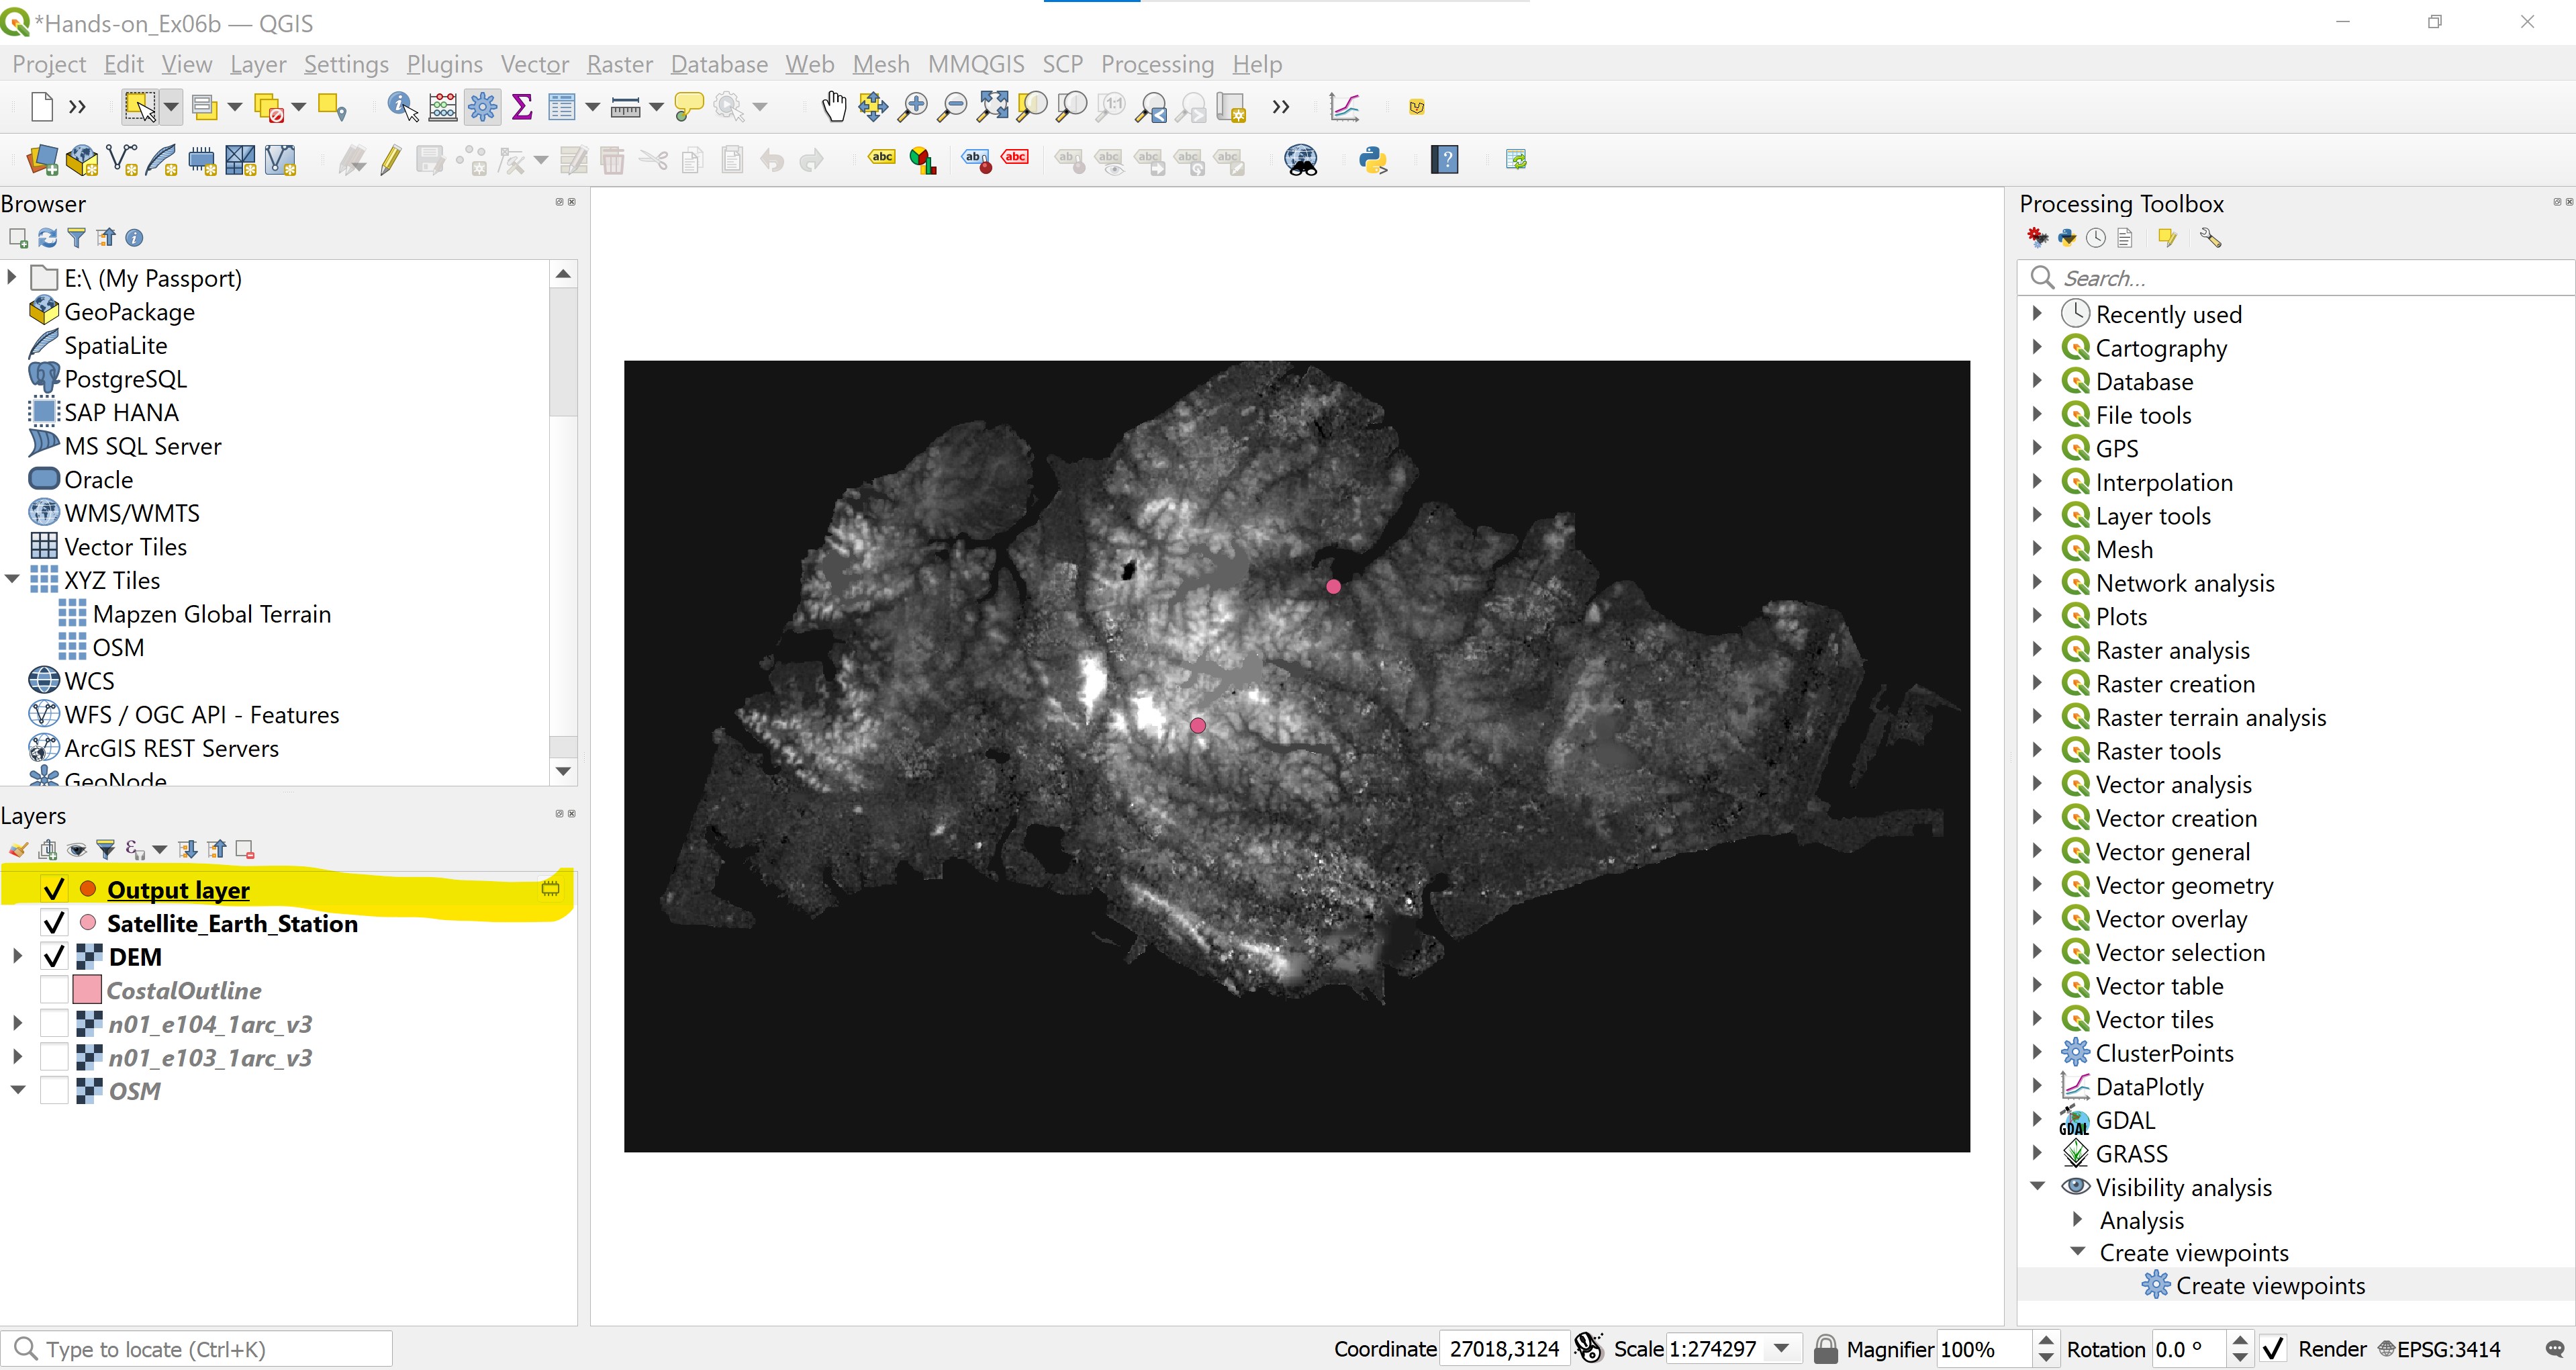 *Hands-on_Ex06b — QGIS
Project Edit View Layer Settings Plugins Vector Raster Database Web Mesh MMQGIS SCP Processing Help
Browser
E:\ (My Passport)
GeoPackage
SpatiaLite
PostgreSQL
SAP HANA
MS SQL Server
Oracle
WMS/WMTS
Vector Tiles
XYZ Tiles
Mapzen Global Terrain
OSM
WCS
WFS / OGC API - Features
ArcGIS REST Servers
GeoNode
Layers
Output layer
Satellite_Earth_Station
DEM
CostalOutline
n01_e104_1arc_v3
n01_e103_1arc_v3
OSM
Processing Toolbox
Search...
Recently used
Cartography
Database
File tools
GPS
Interpolation
Layer tools
Mesh
Network analysis
Plots
Raster analysis
Raster creation
Raster terrain analysis
Raster tools
Vector analysis
Vector creation
Vector general
Vector geometry
Vector overlay
Vector selection
Vector table
Vector tiles
ClusterPoints
DataPlotly
GDAL GDAL
GRASS
Visibility analysis
Analysis
Create viewpoints
Create viewpoints
Type to locate (Ctrl+K) Coordinate 27018,3124 Scale 1:274297 Magnifier 100% Rotation 0.0 ° Render EPSG:3414